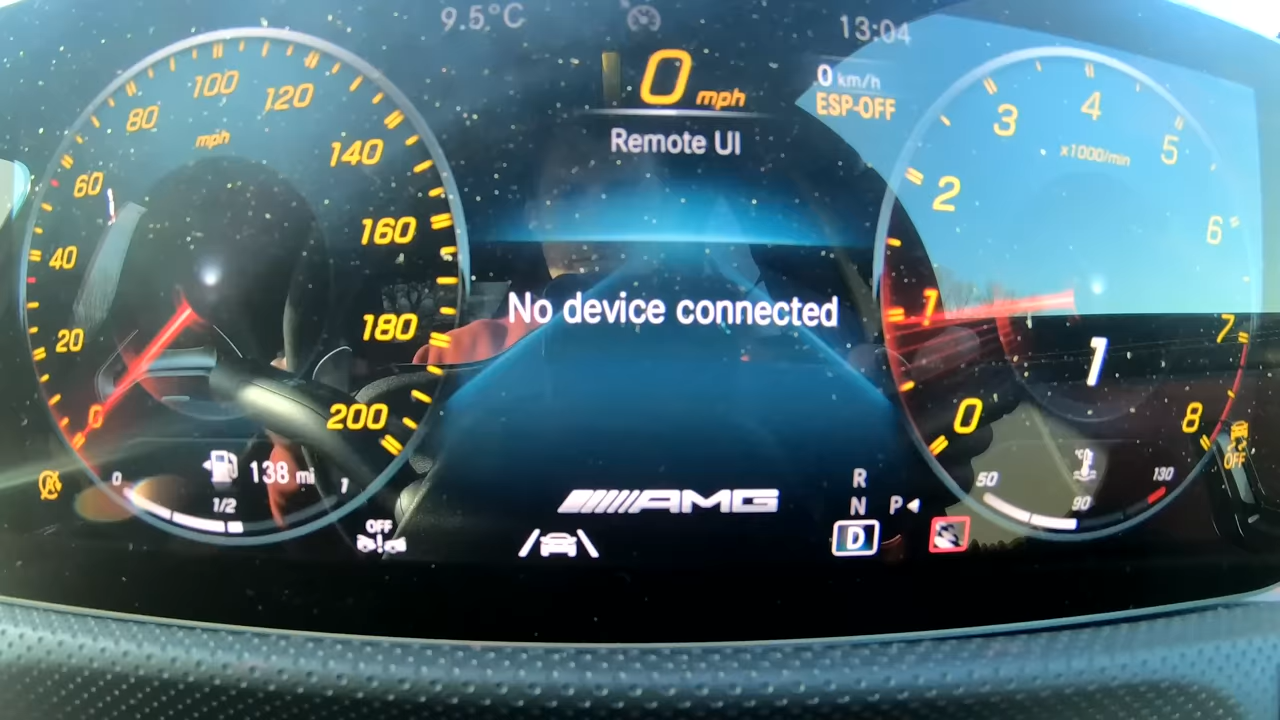 9.5°C
13:04
0 mph
0 km/h
ESP-OFF
Remote UI
No device connected
AMG
mph
0
20
40
60
80
100
120
140
160
180
200
138 mi
0
1/2
1
OFF
x1000/min
0
1
2
3
4
5
6
7
8
1
R
N
P
D
°C
50
90
130
OFF